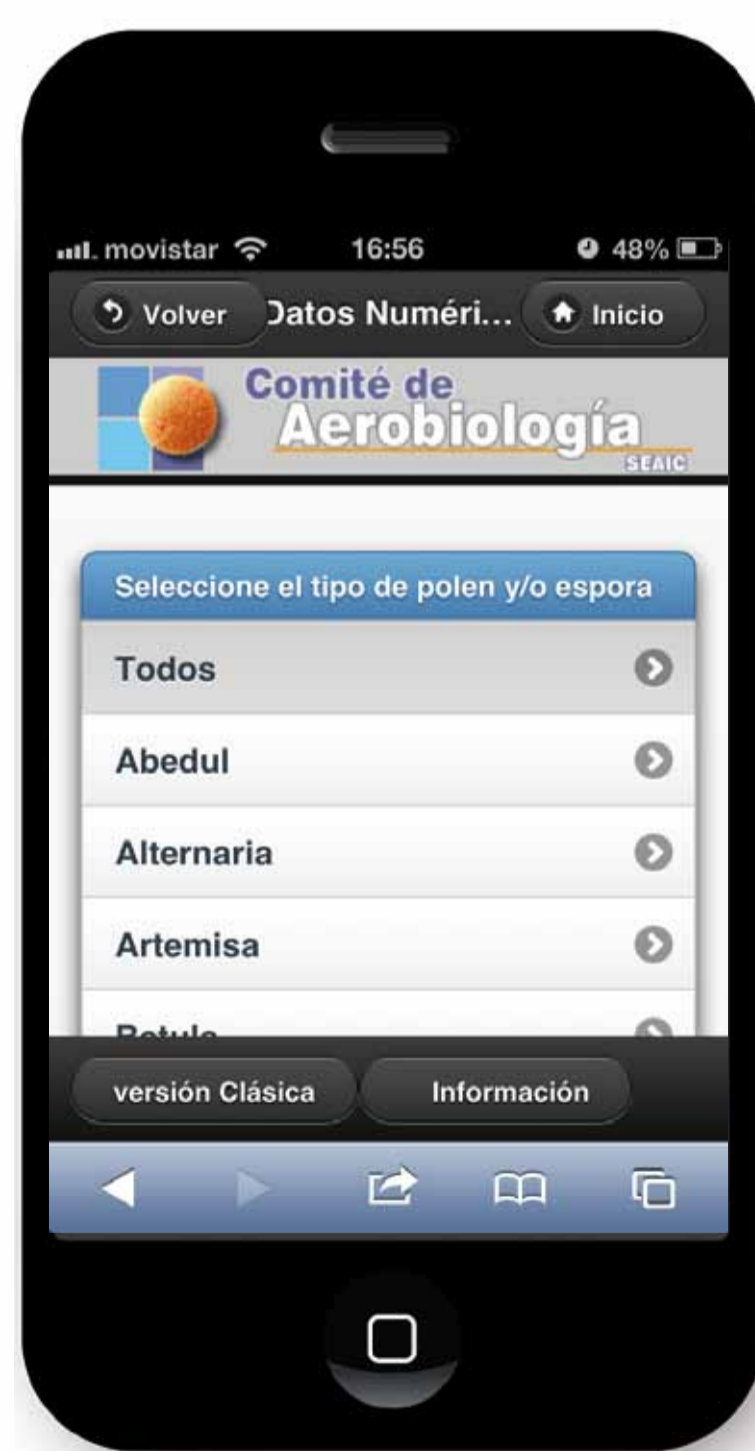 movistar 16:56 48%
Volver Datos Numéri... Inicio
Comité de
Aerobiología
SEAIC
Seleccione el tipo de polen y/o espora
Todos
Abedul
Alternaria
Artemisa
Betula
versión Clásica Información